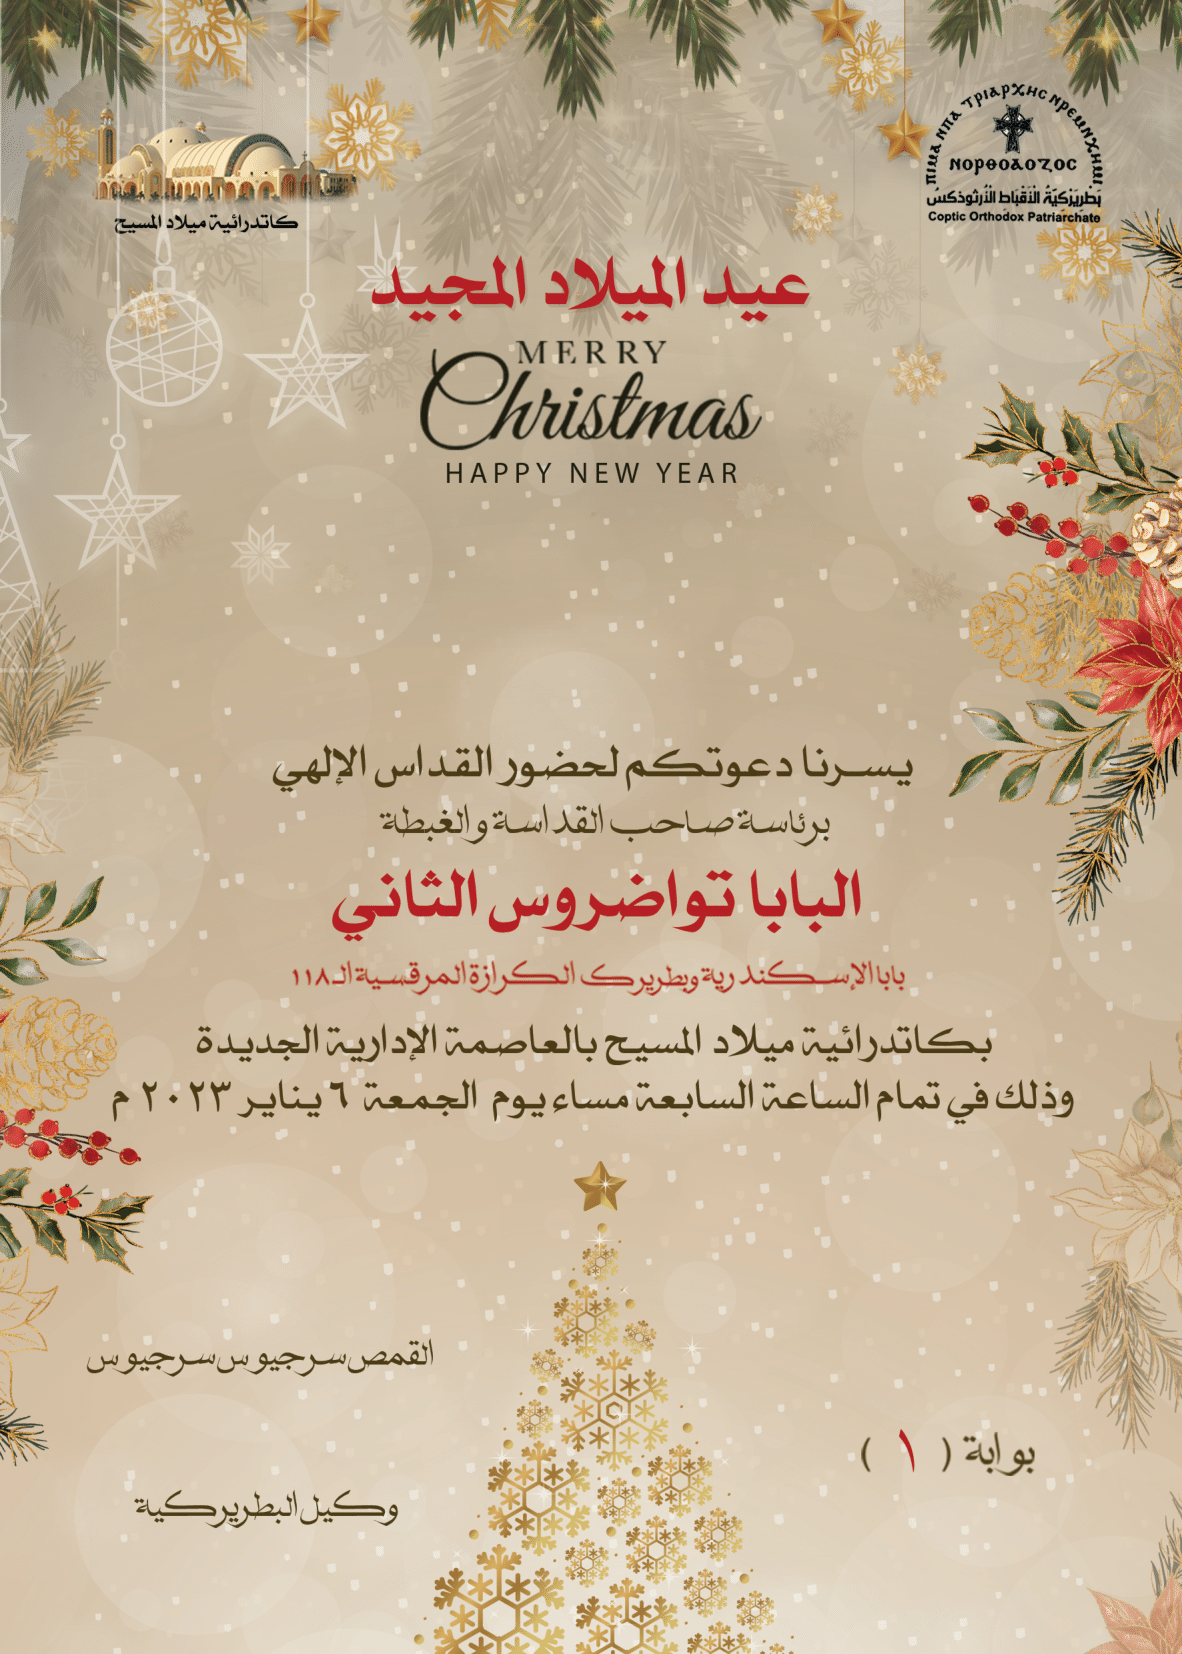 ⲛⲟⲣⲑⲟⲇⲟⲝⲟⲥ
بطريركية الأقباط الأرثوذكس
Coptic Orthodox Patriarchate
كاتدرائية ميلاد المسيح
عيد الميلاد المجيد
MERRY
Christmas
HAPPY NEW YEAR
يسرنا دعوتكم لحضور القداس الإلهي
برئاسة صاحب القداسة والغبطة
البابا تواضروس الثاني
بابا الإسكندرية وبطريرك الكرازة المرقسية الـ ١١٨
بكاتدرائية ميلاد المسيح بالعاصمة الإدارية الجديدة
وذلك في تمام الساعة السابعة مساء يوم الجمعة ٦ يناير ٢٠٢٣ م
القمص سرجيوس سرجيوس
بوابة ( ١ )
وكيل البطريركية